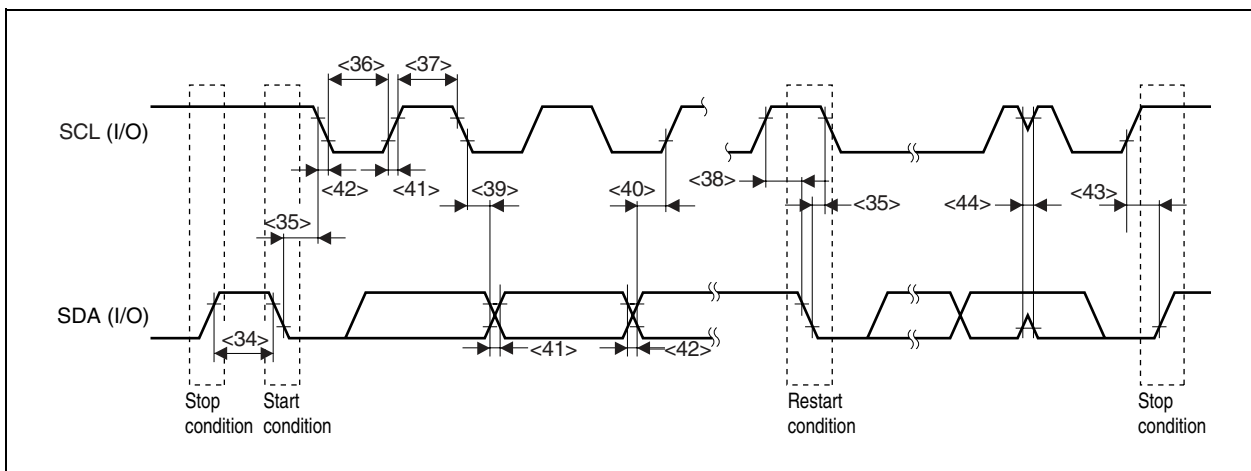 <36>
<37>
SCL (I/O)
<42>
<41>
<39>
<40>
<38>
<35>
<44>
<43>
<35>
SDA (I/O)
<34>
<41>
<42>
Stop
condition
Start
condition
Restart
condition
Stop
condition